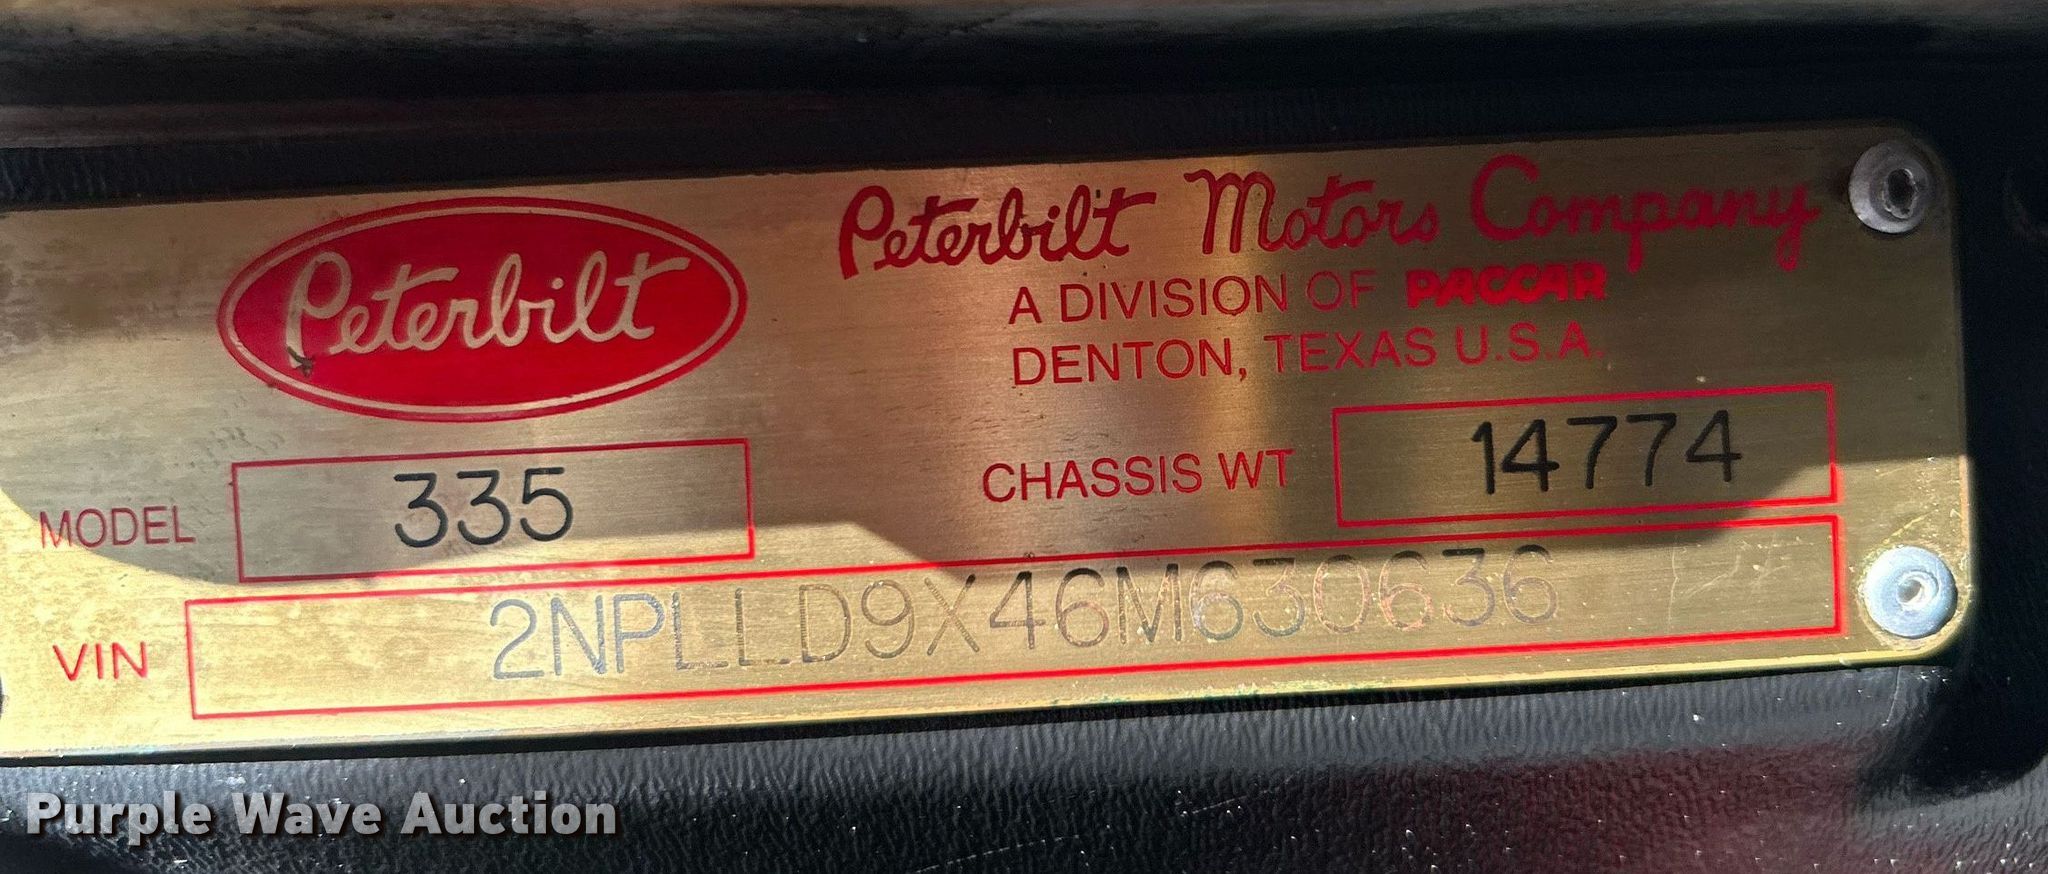 Peterbilt
Peterbilt Motors Company
A DIVISION OF PACCAR
DENTON, TEXAS U.S.A.
MODEL 335
CHASSIS WT 14774
VIN 2NPLLD9X46M630636
Purple Wave Auction